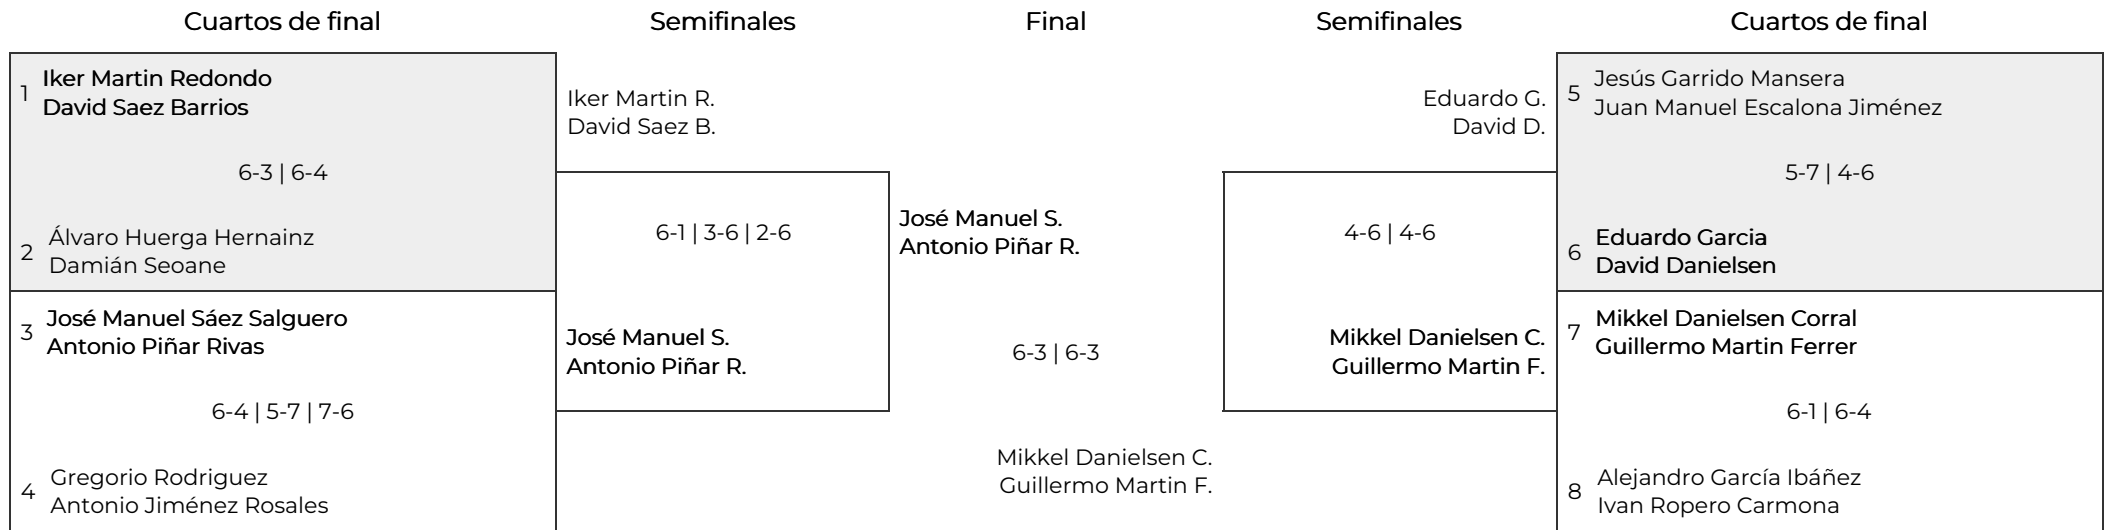 Cuartos de final
Semifinales
Final
Semifinales
Cuartos de final
1
Iker Martin Redondo
David Saez Barrios
6-3 | 6-4
2
Álvaro Huerga Hernainz
Damián Seoane
3
José Manuel Sáez Salguero
Antonio Piñar Rivas
6-4 | 5-7 | 7-6
4
Gregorio Rodriguez
Antonio Jiménez Rosales
Iker Martin R.
David Saez B.
6-1 | 3-6 | 2-6
José Manuel S.
Antonio Piñar R.
José Manuel S.
Antonio Piñar R.
6-3 | 6-3
Mikkel Danielsen C.
Guillermo Martin F.
Eduardo G.
David D.
4-6 | 4-6
Mikkel Danielsen C.
Guillermo Martin F.
5
Jesús Garrido Mansera
Juan Manuel Escalona Jiménez
5-7 | 4-6
6
Eduardo Garcia
David Danielsen
7
Mikkel Danielsen Corral
Guillermo Martin Ferrer
6-1 | 6-4
8
Alejandro García Ibáñez
Ivan Ropero Carmona